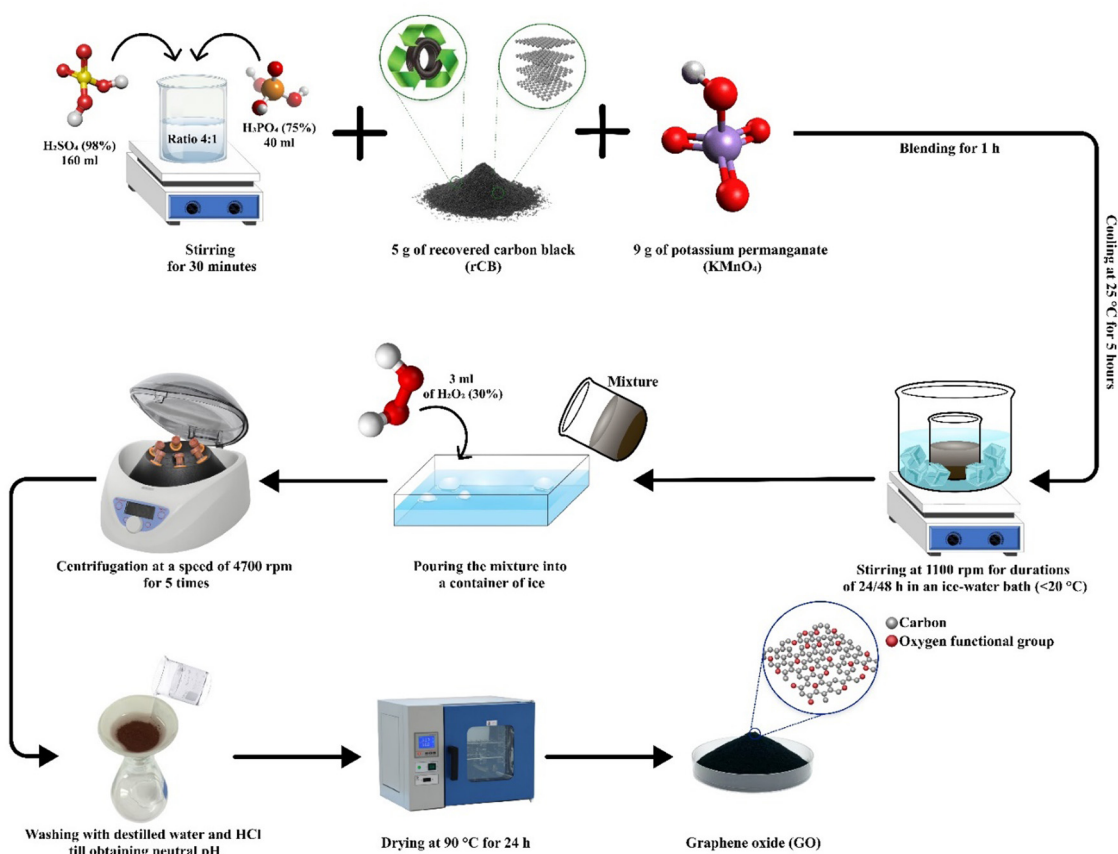 H₂SO₄ (98%)
160 ml
Ratio 4:1
H₃PO₄ (75%)
40 ml
Stirring
for 30 minutes
5 g of recovered carbon black
(rCB)
9 g of potassium permanganate
(KMnO₄)
Blending for 1 h
Cooling at 25 °C for 5 hours
Stirring at 1100 rpm for durations
of 24/48 h in an ice-water bath (<20 °C)
Mixture
3 ml
of H₂O₂ (30%)
Pouring the mixture into
a container of ice
Centrifugation at a speed of 4700 rpm
for 5 times
Washing with destilled water and HCl
till obtaining neutral pH
Drying at 90 °C for 24 h
Carbon
Oxygen functional group
Graphene oxide (GO)